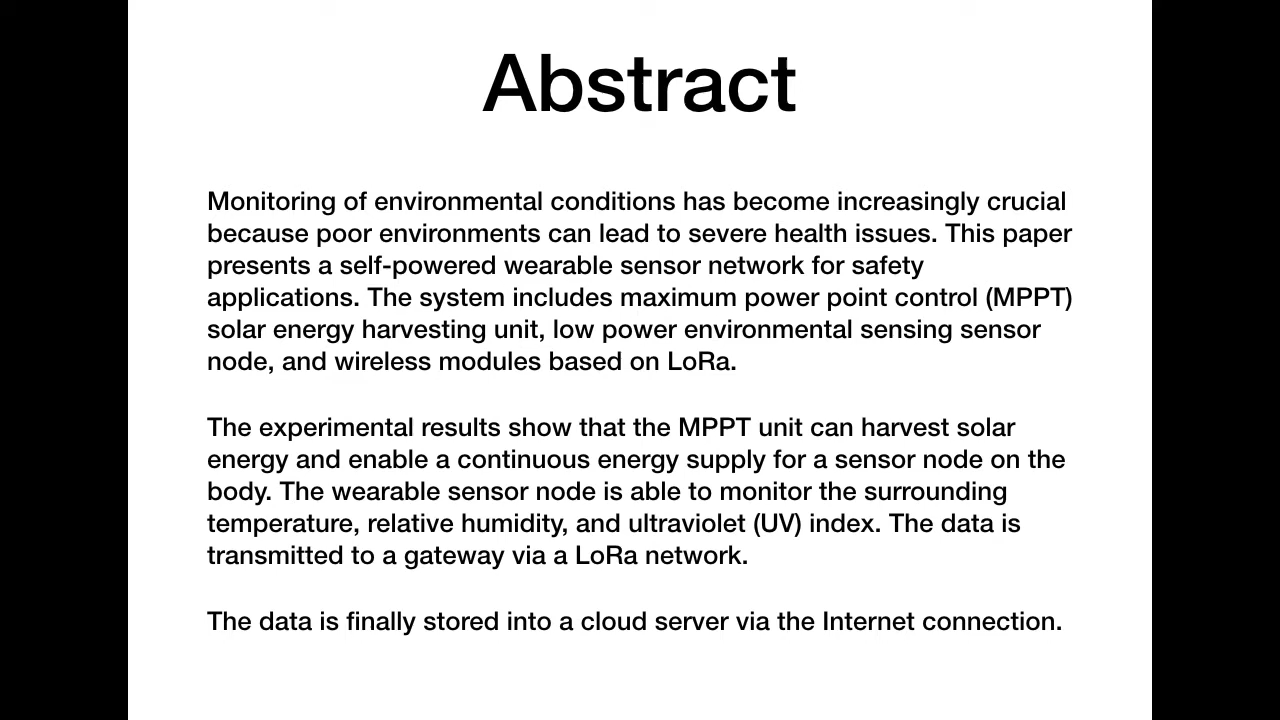 Abstract
Monitoring of environmental conditions has become increasingly crucial
because poor environments can lead to severe health issues. This paper
presents a self-powered wearable sensor network for safety
applications. The system includes maximum power point control (MPPT)
solar energy harvesting unit, low power environmental sensing sensor
node, and wireless modules based on LoRa.
The experimental results show that the MPPT unit can harvest solar
energy and enable a continuous energy supply for a sensor node on the
body. The wearable sensor node is able to monitor the surrounding
temperature, relative humidity, and ultraviolet (UV) index. The data is
transmitted to a gateway via a LoRa network.
The data is finally stored into a cloud server via the Internet connection.